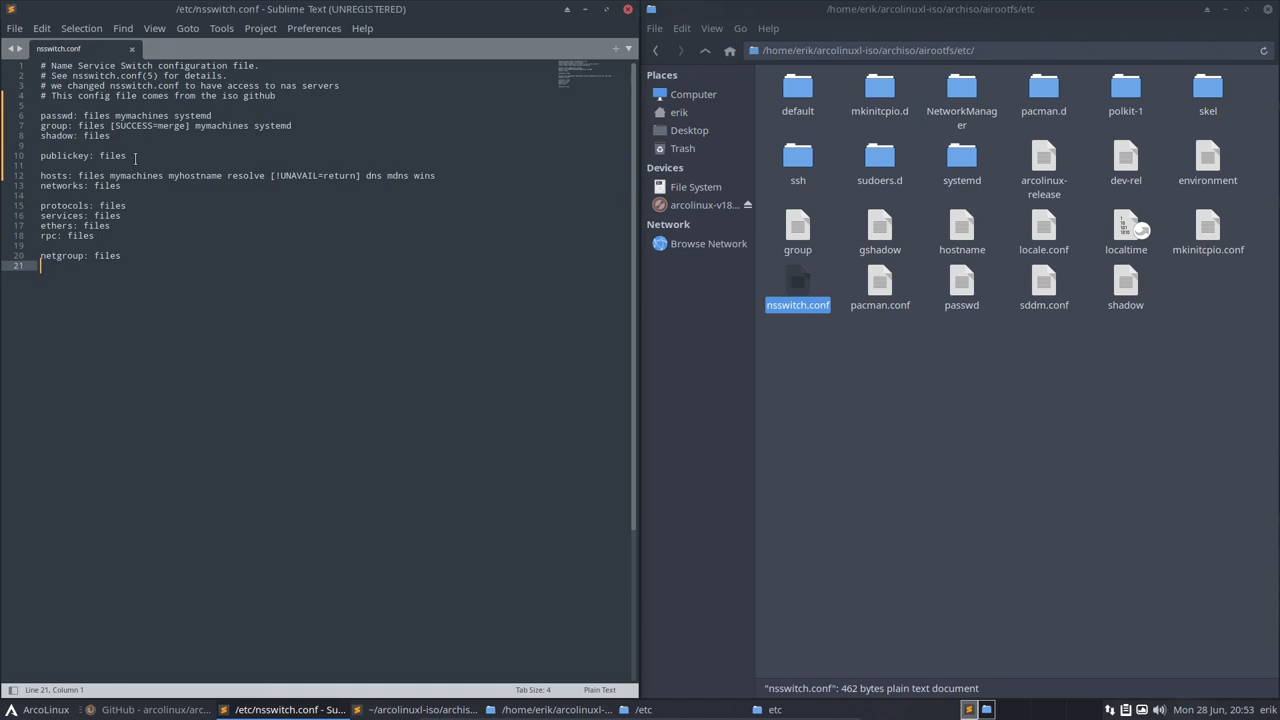 /etc/nsswitch.conf - Sublime Text (UNREGISTERED)
File Edit Selection Find View Goto Tools Project Preferences Help
nsswitch.conf
1 # Name Service Switch configuration file.
2 # See nsswitch.conf(5) for details.
3 # we changed nsswitch.conf to have access to nas servers
4 # This config file comes from the iso github
5
6 passwd: files mymachines systemd
7 group: files [SUCCESS=merge] mymachines systemd
8 shadow: files
9
10 publickey: files
11
12 hosts: files mymachines myhostname resolve [!UNAVAIL=return] dns mdns wins
13 networks: files
14
15 protocols: files
16 services: files
17 ethers: files
18 rpc: files
19
20 netgroup: files
21
Line 21, Column 1 Tab Size: 4 Plain Text
/home/erik/arcolinuxl-iso/archiso/airootfs/etc
File Edit View Go Help
/home/erik/arcolinuxl-iso/archiso/airootfs/etc/
Places
Computer
erik
Desktop
Trash
Devices
File System
arcolinux-v18...
Network
Browse Network
default mkinitcpio.d NetworkManager pacman.d polkit-1 skel
ssh sudoers.d systemd arcolinux-release dev-rel environment
group gshadow hostname locale.conf localtime mkinitcpio.conf
nsswitch.conf pacman.conf passwd sddm.conf shadow
"nsswitch.conf": 462 bytes plain text document
ArcoLinux GitHub - arcolinux/arc... /etc/nsswitch.conf - Su... ~/arcolinuxl-iso/archis... /home/erik/arcolinuxl-... /etc etc Mon 28 Jun, 20:53 erik